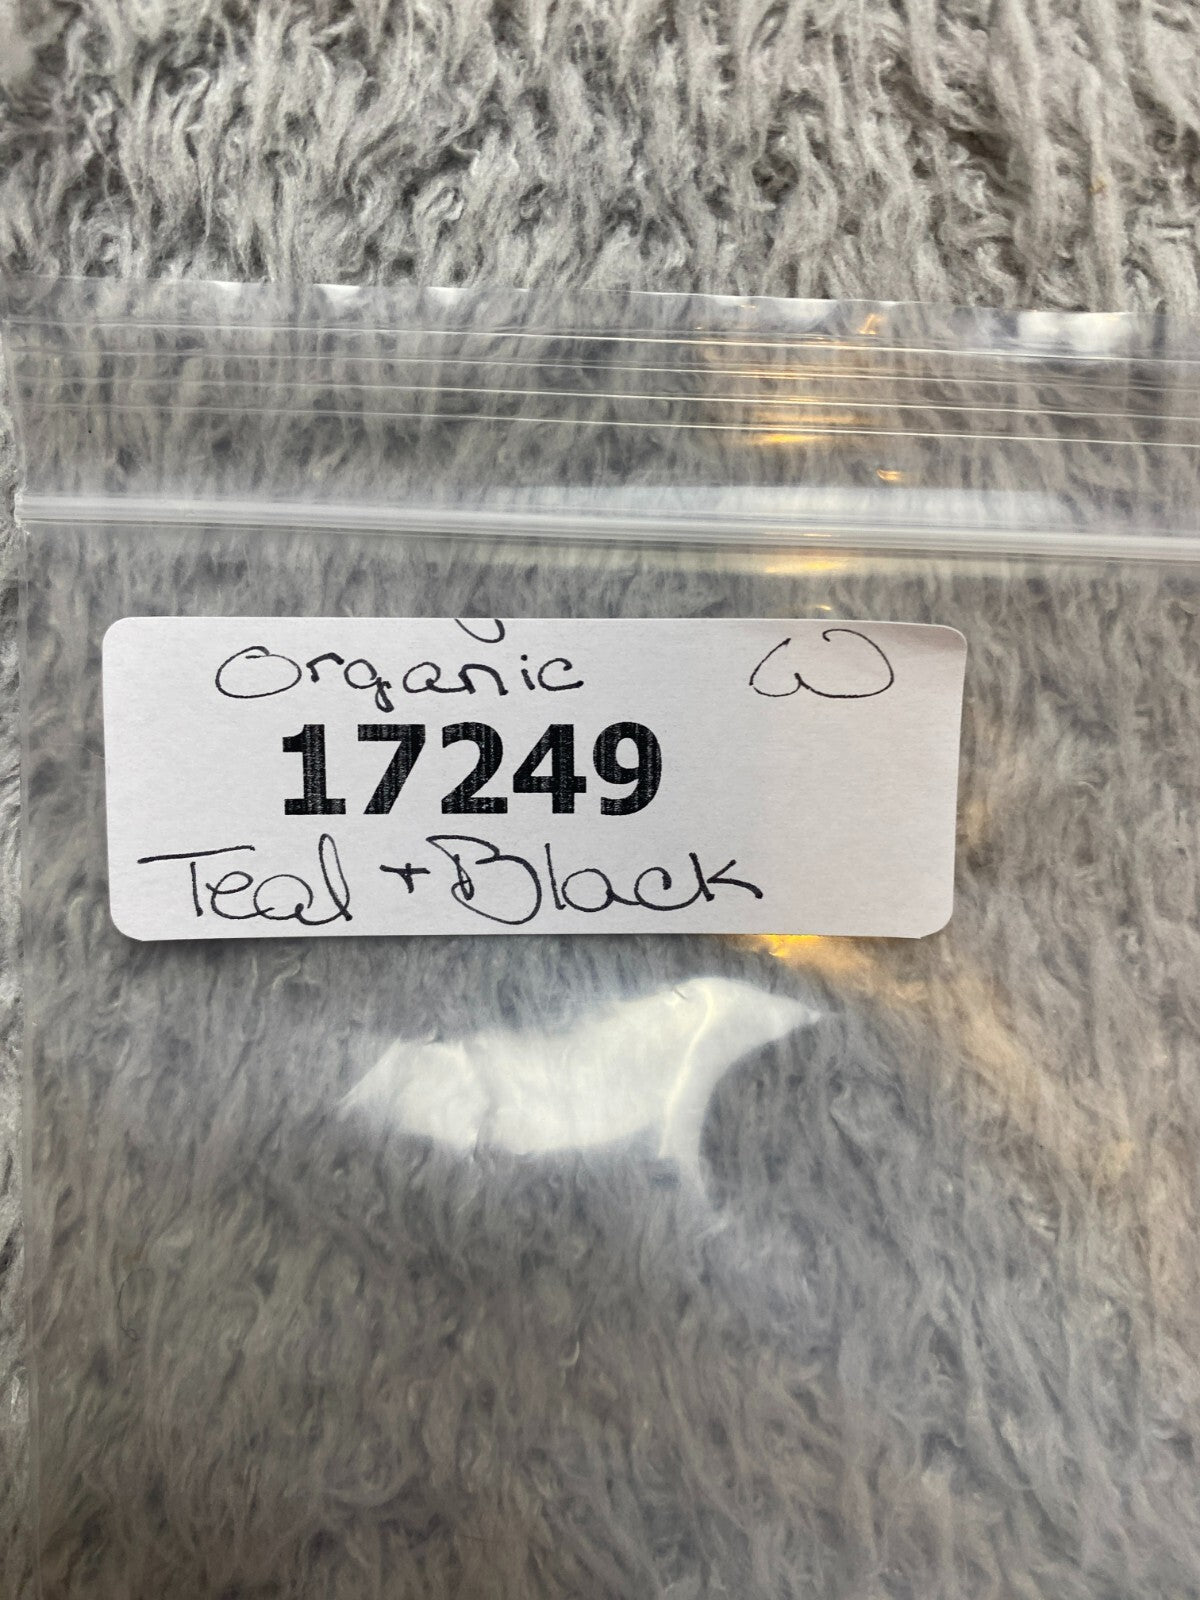 Organic W
17249
Teal + Black